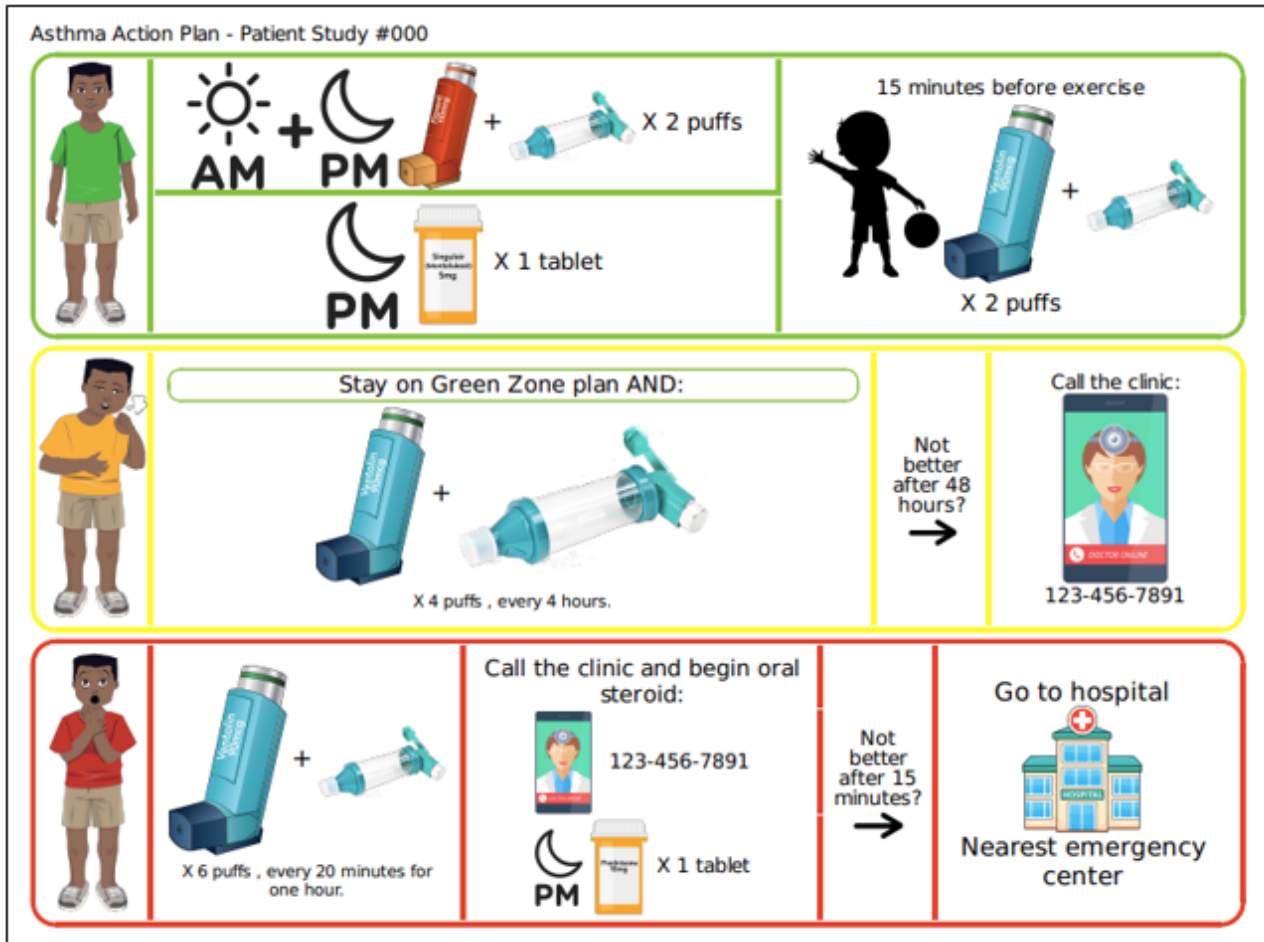 Asthma Action Plan - Patient Study #000
AM
PM
X 2 puffs
PM
Singulair
5mg
X 1 tablet
15 minutes before exercise
Ventolin
90mcg
X 2 puffs
Stay on Green Zone plan AND:
Ventolin
90mcg
X 4 puffs , every 4 hours.
Not
better
after 48
hours?
Call the clinic:
DOCTOR ONLINE
123-456-7891
Ventolin
90mcg
X 6 puffs , every 20 minutes for
one hour.
Call the clinic and begin oral
steroid:
123-456-7891
PM
X 1 tablet
Not
better
after 15
minutes?
Go to hospital
HOSPITAL
Nearest emergency
center